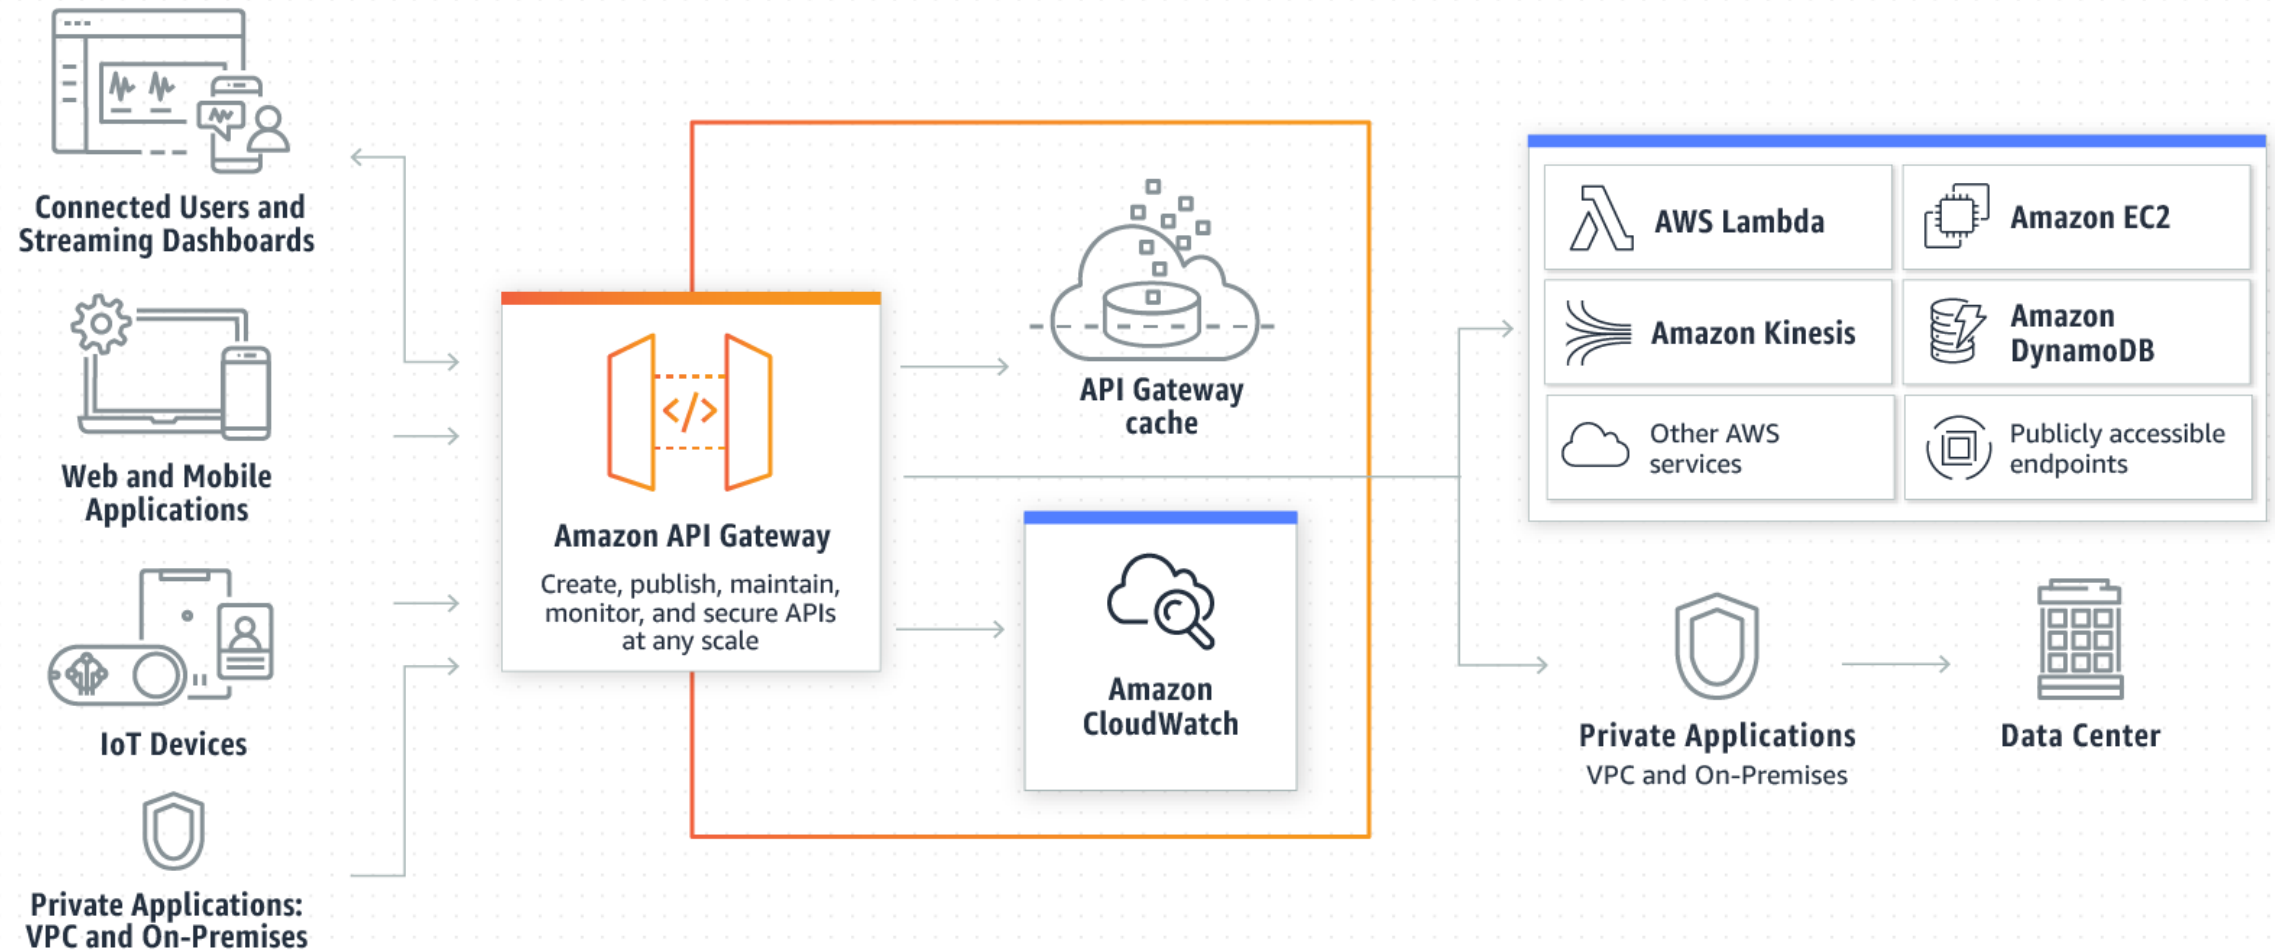 Connected Users and
Streaming Dashboards
Web and Mobile
Applications
IoT Devices
Private Applications:
VPC and On-Premises
</>
Amazon API Gateway
Create, publish, maintain,
monitor, and secure APIs
at any scale
API Gateway
cache
Amazon
CloudWatch
AWS Lambda
Amazon EC2
Amazon Kinesis
Amazon
DynamoDB
Other AWS
services
Publicly accessible
endpoints
Private Applications
VPC and On-Premises
Data Center